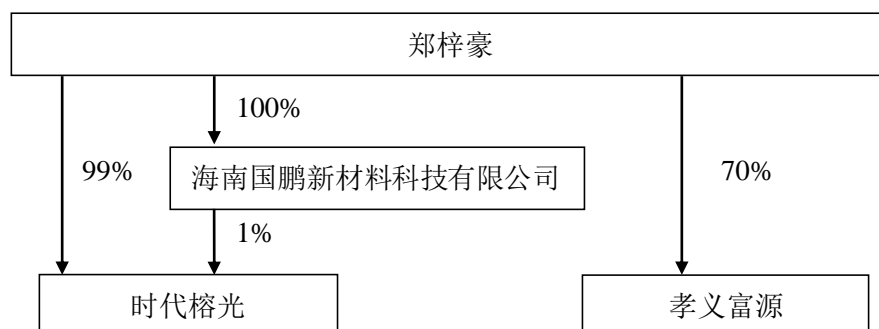 郑梓豪
100%
99%
海南国鹏新材料科技有限公司
70%
1%
时代榕光
孝义富源